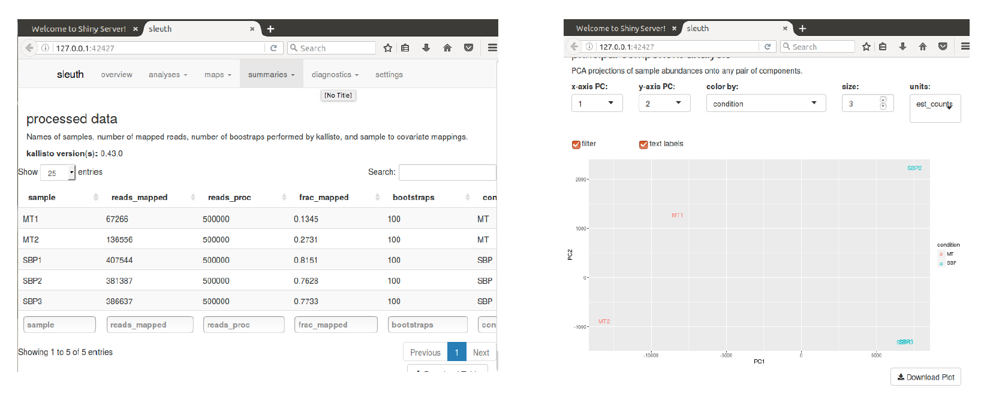 Welcome to Shiny Server! × sleuth × +
127.0.0.1:42427 Search
sleuth overview analyses maps summaries diagnostics settings
[No Title]
processed data
Names of samples, number of mapped reads, number of boostraps performed by kallisto, and sample to covariate mappings.
kallisto version(s): 0.43.0
Show 25 entries Search:
sample reads_mapped reads_proc frac_mapped bootstraps con
MT1 67266 500000 0.1345 100 MT
MT2 136556 500000 0.2731 100 MT
SBP1 407544 500000 0.8151 100 SBP
SBP2 381387 500000 0.7628 100 SBP
SBP3 386637 500000 0.7733 100 SBP
sample reads_mapped reads_proc frac_mapped bootstraps con
Showing 1 to 5 of 5 entries Previous 1 Next
Welcome to Shiny Server! × sleuth × +
127.0.0.1:42427 Search
principal component analysis
PCA projections of sample abundances onto any pair of components.
x-axis PC: y-axis PC: color by: size: units:
1 2 condition 3 est_counts
filter text labels
SBP2
2000
MT1
1000
condition
a MT
a SBP
PC2
0
MT2
-1000
SBP3
-10000 -5000 0 5000
PC1
Download Plot